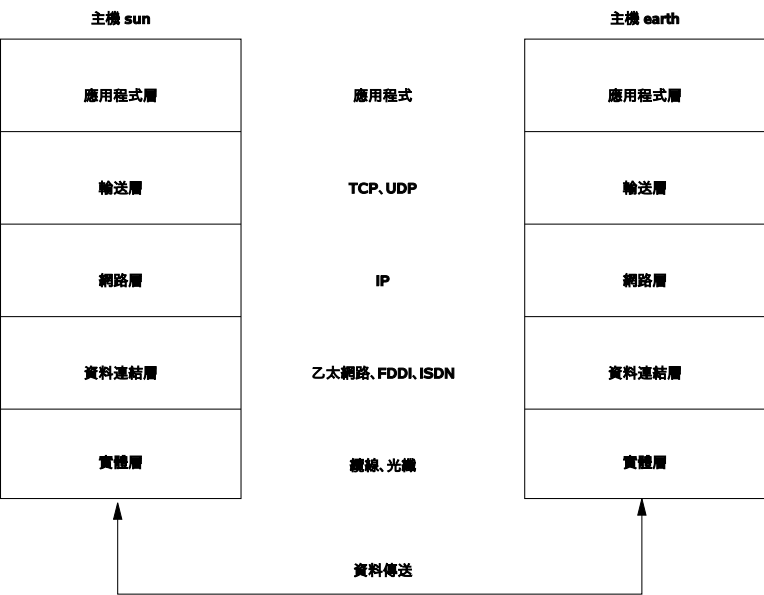 主機 sun
主機 earth
應用程式層
應用程式
應用程式層
輸送層
TCP、UDP
輸送層
網路層
IP
網路層
資料連結層
乙太網路、FDDI、ISDN
資料連結層
實體層
纜線、光纖
實體層
資料傳送